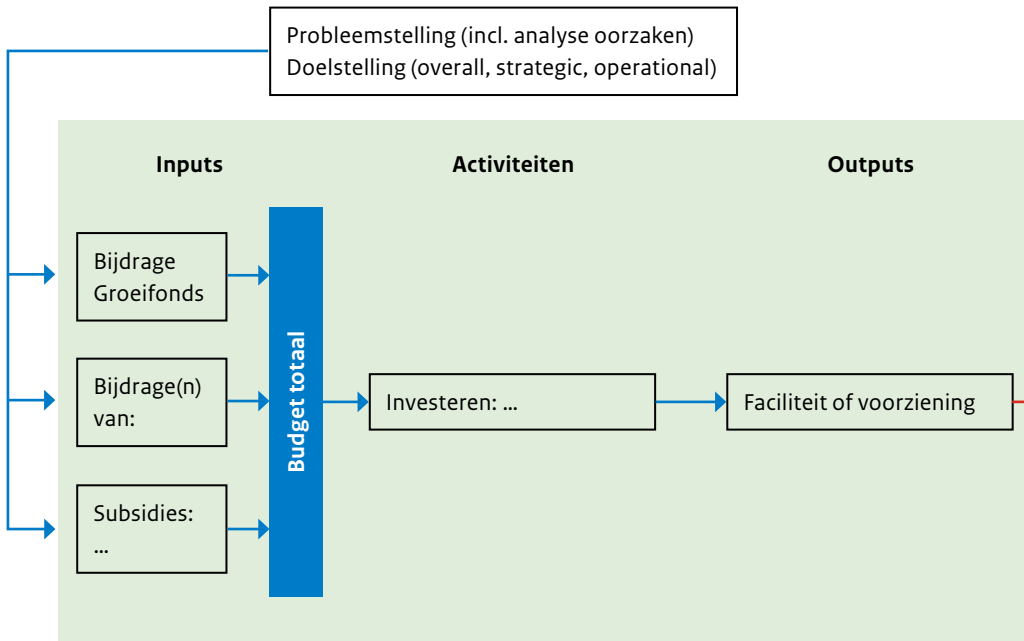 Probleemstelling (incl. analyse oorzaken)
Doelstelling (overall, strategic, operational)
Inputs
Activiteiten
Outputs
Bijdrage
Groeifonds
Bijdrage(n)
van:
Subsidies:
...
Budget totaal
Investeren: ...
Faciliteit of voorziening